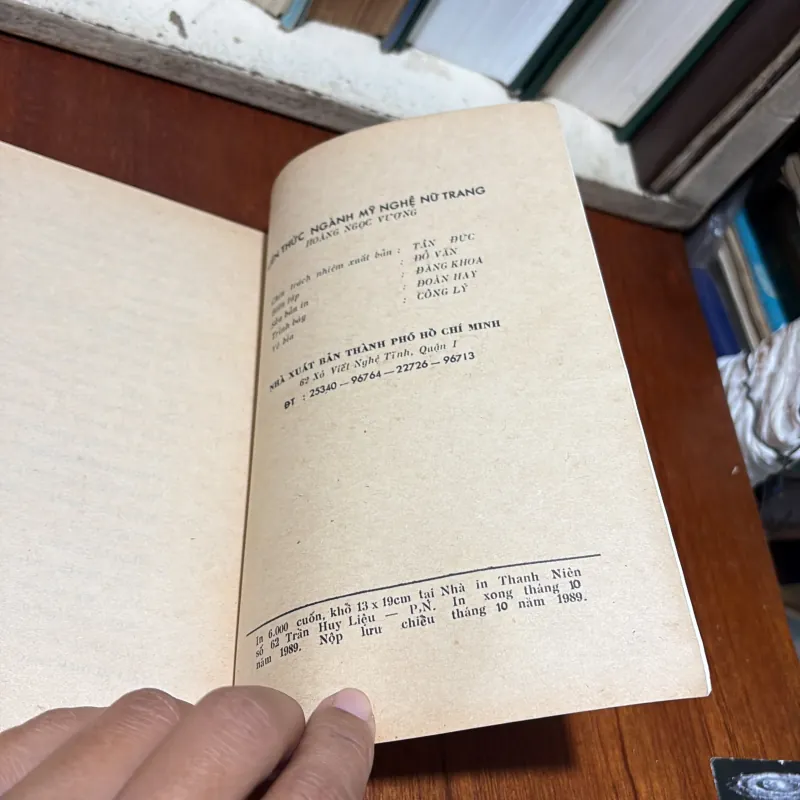 THỨC NGÀNH MỸ NGHỆ NỮ TRANG
HOÀNG NGỌC VƯƠNG
Chịu trách nhiệm xuất bản : TẤN ĐỨC
Biên tập : ĐỖ VĂN
Sửa bản in : ĐĂNG KHOA
Trình bày : ĐOÀN HAY
Vẽ bìa : CÔNG LÝ
NHÀ XUẤT BẢN THÀNH PHỐ HỒ CHÍ MINH
62 Xô Viết Nghệ Tĩnh, Quận 1
ĐT : 25340 — 96764 — 22726 — 96713
In 6.000 cuốn, khổ 13 x 19cm tại Nhà in Thanh Niên
số 62 Trần Huy Liệu — P.N. In xong tháng 10
năm 1989. Nộp lưu chiểu tháng 10 năm 1989.